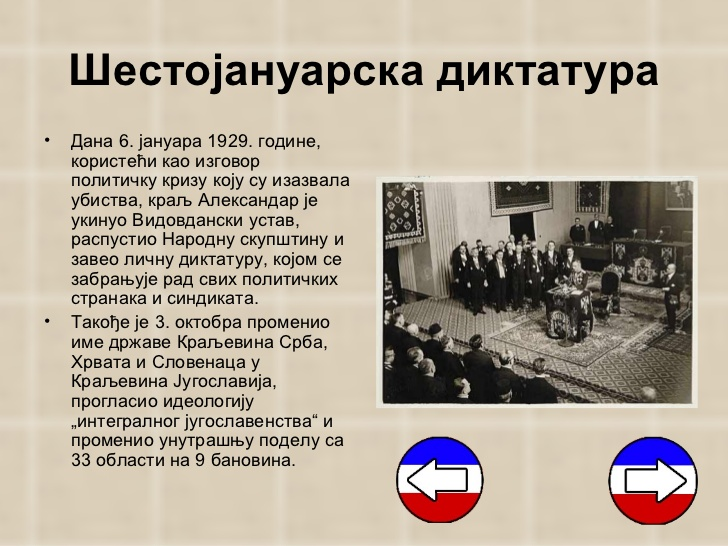 Шестојануарска диктатура
• Дана 6. јануара 1929. године,
користећи као изговор
политичку кризу коју су изазвала
убиства, краљ Александар је
укинуо Видовдански устав,
распустио Народну скупштину и
завео личну диктатуру, којом се
забрањује рад свих политичких
странака и синдиката.
• Такође је 3. октобра променио
име државе Краљевина Срба,
Хрвата и Словенаца у
Краљевина Југославија,
прогласио идеологију
„интегралног југославенства“ и
променио унутрашњу поделу са
33 области на 9 бановина.